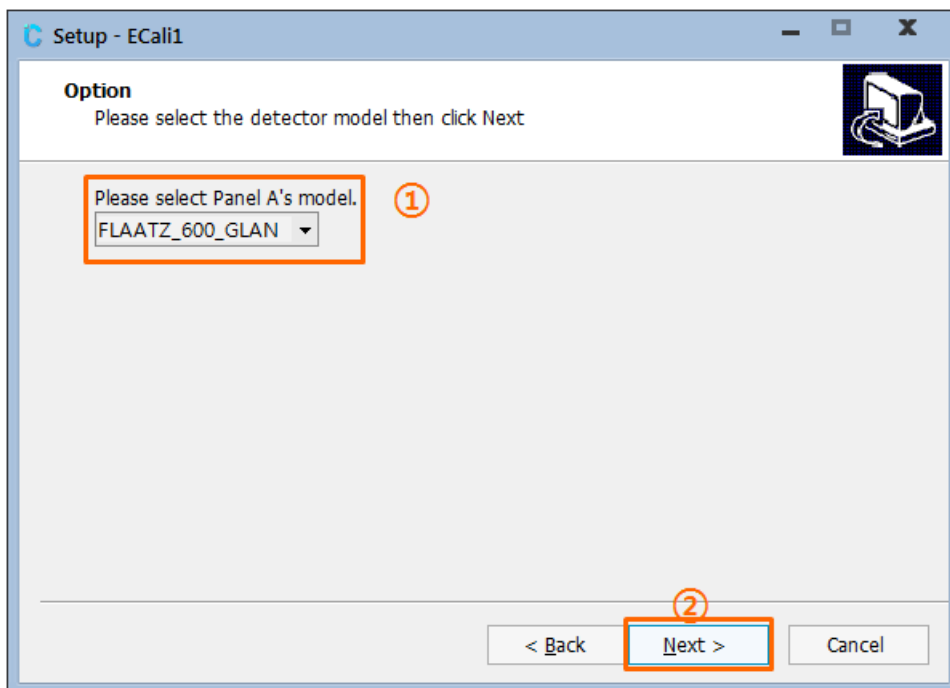 Setup - ECali1
Option
Please select the detector model then click Next
Please select Panel A's model.
①
FLAATZ_600_GLAN
②
< Back
Next >
Cancel